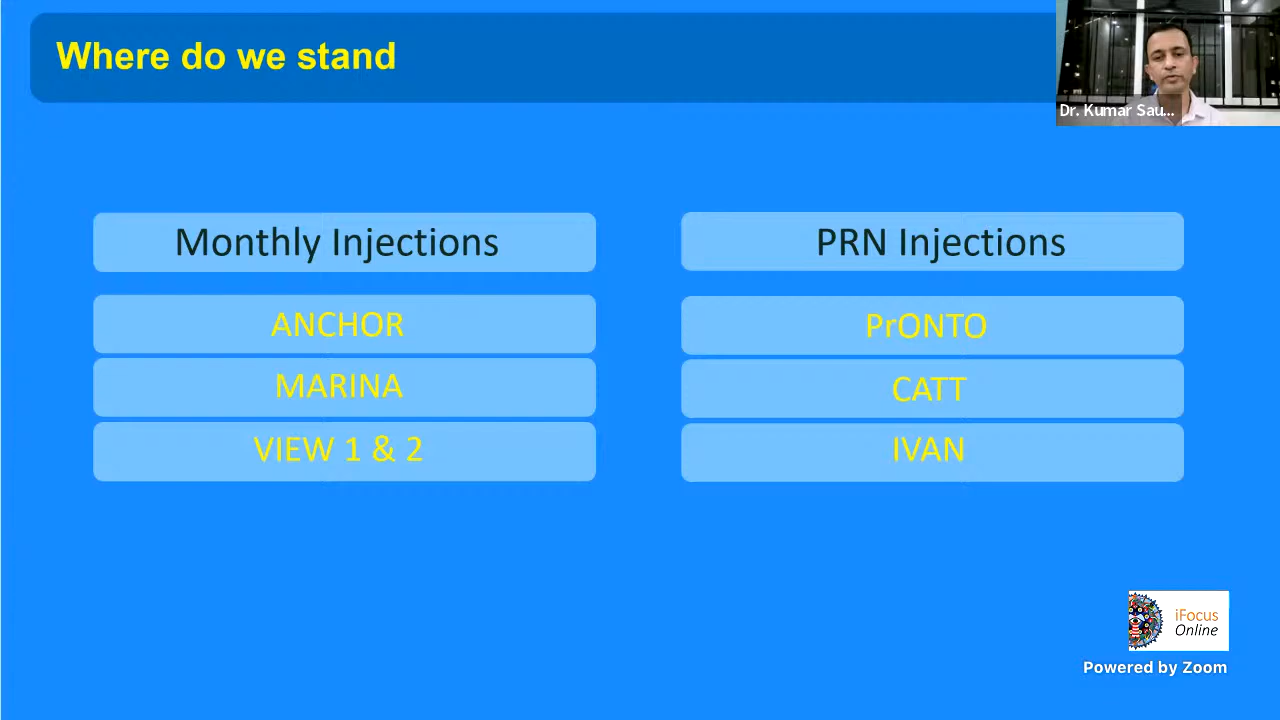 Where do we stand
Dr. Kumar Sau...
Monthly Injections
PRN Injections
ANCHOR
PrONTO
MARINA
CATT
VIEW 1 & 2
IVAN
iFocus
Online
Powered by Zoom